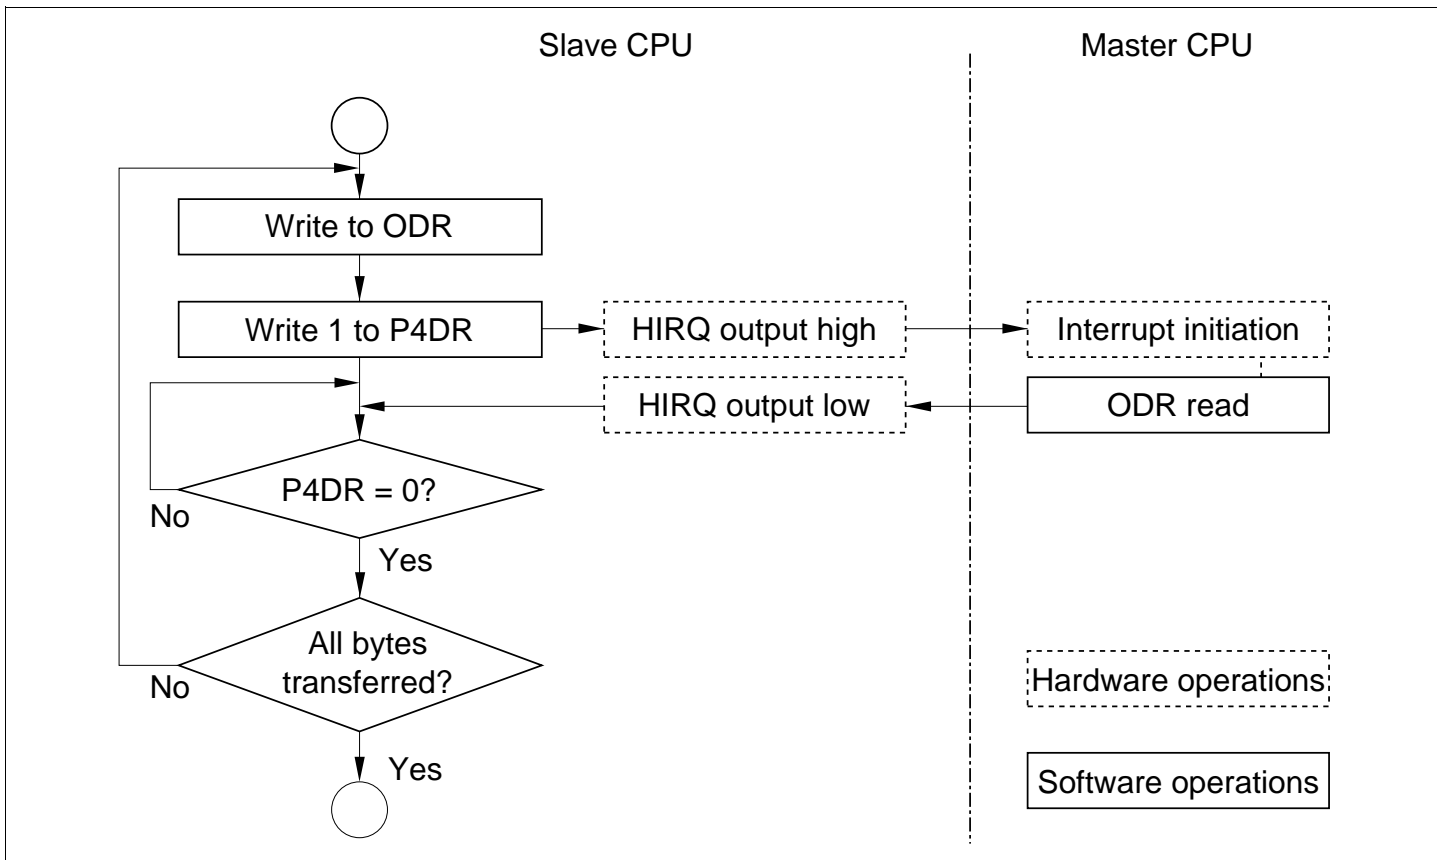 Slave CPU
Master CPU
Write to ODR
Write 1 to P4DR
HIRQ output high
Interrupt initiation
HIRQ output low
ODR read
P4DR = 0?
No
Yes
All bytes
transferred?
No
Yes
Hardware operations
Software operations